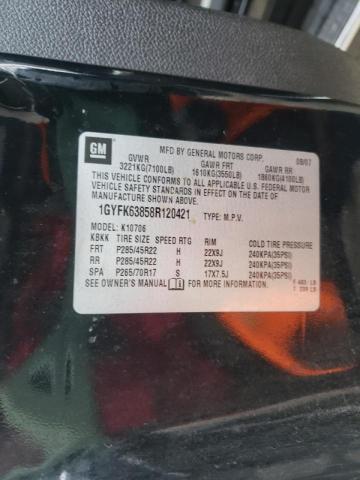 GM
MFD BY GENERAL MOTORS CORP. 08/07
GVWR GAWR FRT GAWR RR
3221KG(7100LB) 1610KG(3550LB) 1860KG(4100LB)
THIS VEHICLE CONFORMS TO ALL APPLICABLE U.S. FEDERAL MOTOR
VEHICLE SAFETY STANDARDS IN EFFECT ON THE DATE OF
MANUFACTURE SHOWN ABOVE.
1GYFK63858R120421 TYPE: M.P.V.
MODEL: K10706
KBKK TIRE SIZE SPEED RTG RIM COLD TIRE PRESSURE
FRT P285/45R22 H 22X9J 240KPA(35PSI)
RR P285/45R22 H 22X9J 240KPA(35PSI)
SPA P265/70R17 S 17X7.5J 240KPA(35PSI)
SEE OWNER'S MANUAL FOR MORE INFORMATION.